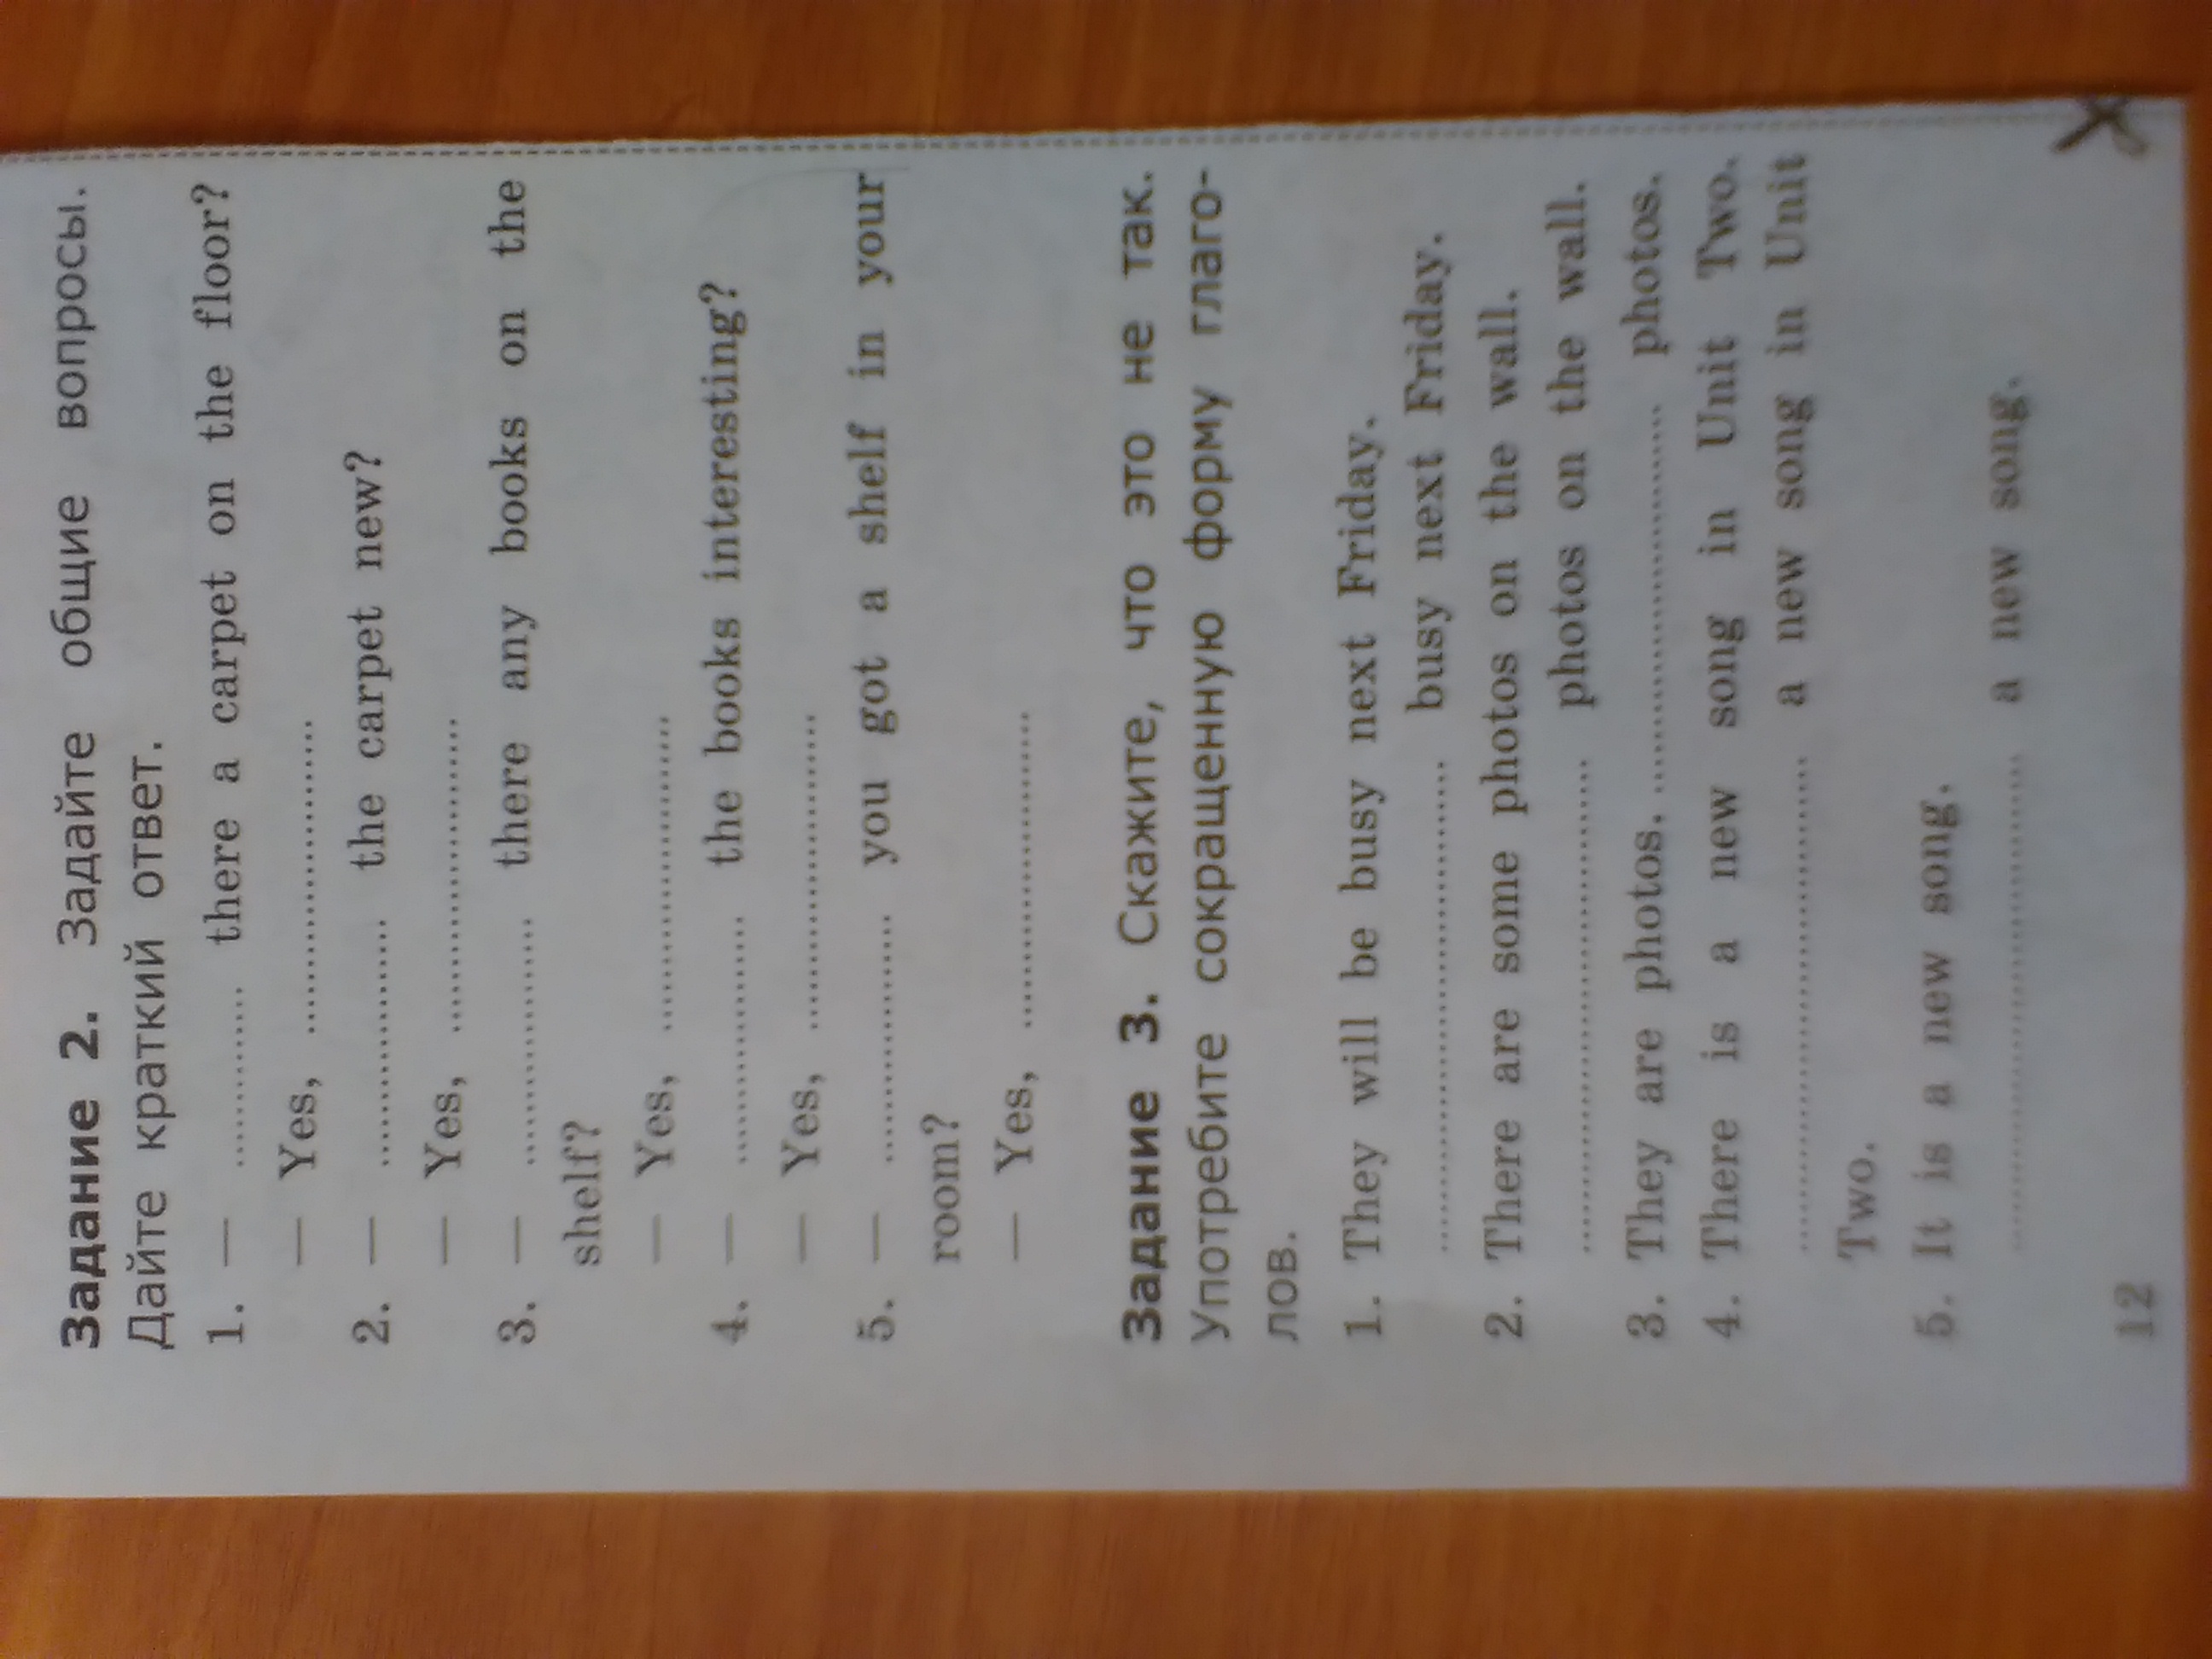 Задание 2. Задайте общие вопросы.
Дайте краткий ответ.
1. — .............. there a carpet on the floor?
— Yes, ..........................
2. — .................... the carpet new?
— Yes, ..........................
3. — .................... there any books on the
shelf?
— Yes, ..........................
4. — .................... the books interesting?
— Yes, ..........................
5. — .................... you got a shelf in your
room?
— Yes, ..........................
Задание 3. Скажите, что это не так.
Употребите сокращенную форму глаго-
лов.
1. They will be busy next Friday.
........................................ busy next Friday.
2. There are some photos on the wall.
........................................ photos on the wall.
3. They are photos. ................................ photos.
4. There is a new song in Unit Two.
........................................ a new song in Unit
Two.
5. It is a new song.
........................................ a new song.
12